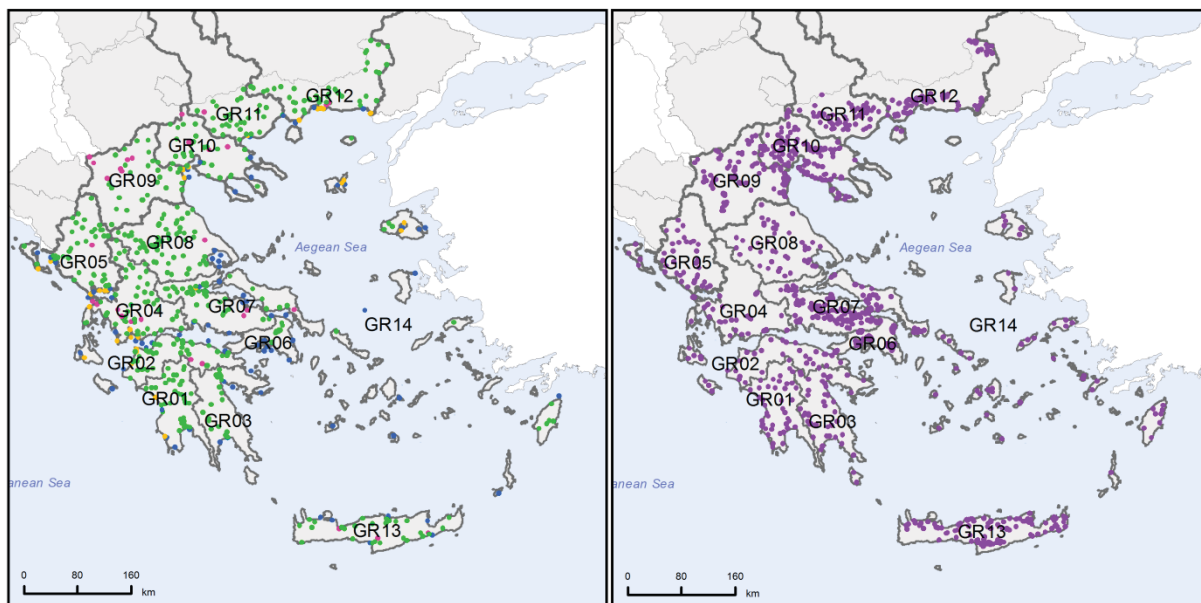 GR12
GR11
GR10
GR09
Aegean Sea
GR08
GR05
GR07
GR04
GR14
GR06
GR02
GR01
GR03
anean Sea
GR13
0 80 160
km
GR12
GR11
GR10
GR09
Aegean Sea
GR08
GR05
GR07
GR04
GR14
GR06
GR02
GR01
GR03
anean Sea
GR13
0 80 160
km